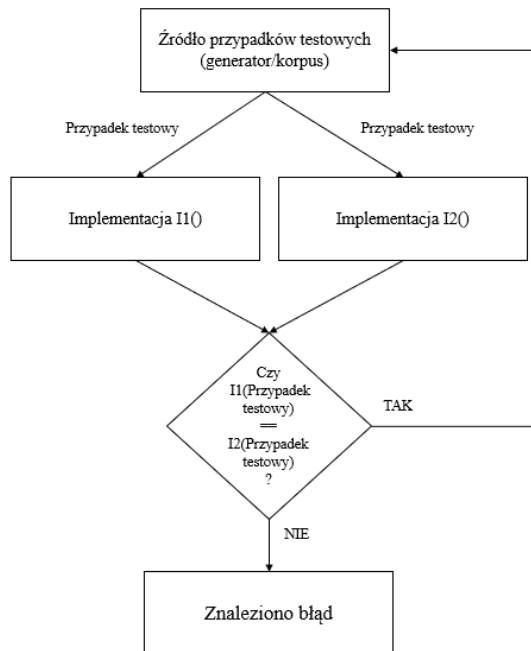 Źródło przypadków testowych
(generator/korpus)
Przypadek testowy
Przypadek testowy
Implementacja I1()
Implementacja I2()
Czy
I1(Przypadek
testowy)
==
I2(Przypadek
testowy)
?
TAK
NIE
Znaleziono błąd